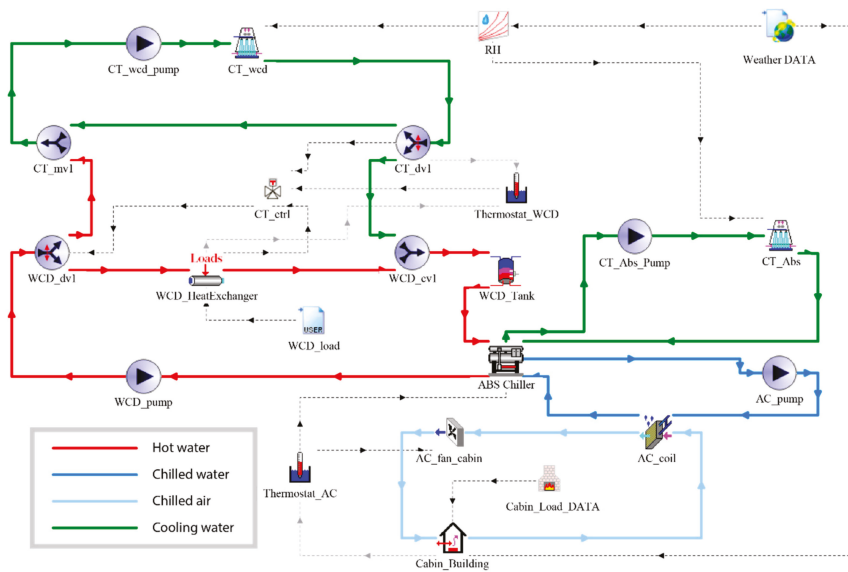 RH
Weather DATA
CT_wcd_pump
CT_wcd
CT_mv1
CT_dv1
CT_ctrl
Thermostat_WCD
CT_Abs_Pump
CT_Abs
Loads
WCD_dv1
WCD_HeatExchanger
WCD_cv1
WCD_Tank
USER
WCD_load
WCD_pump
ABS Chiller
AC_pump
Hot water
Chilled water
Chilled air
Cooling water
Thermostat_AC
AC_fan_cabin
AC_coil
Cabin_Load_DATA
Cabin_Building